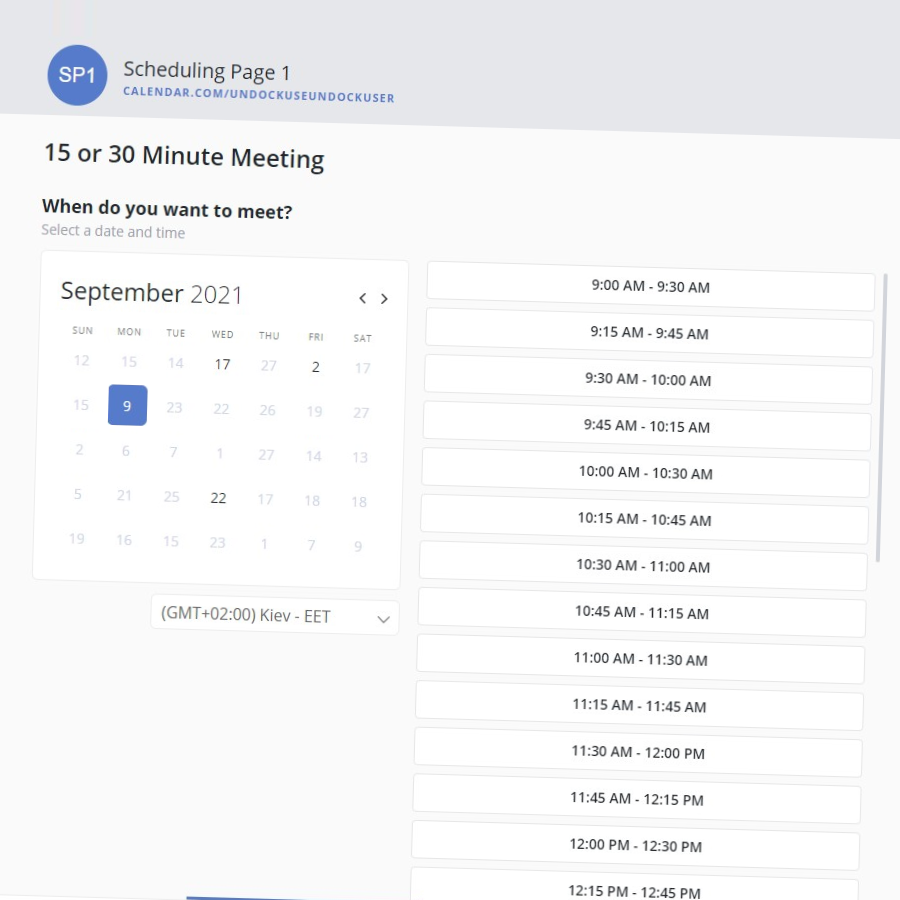 SP1
Scheduling Page 1
CALENDAR.COM/UNDOCKUSEUNDOCKUSER
15 or 30 Minute Meeting
When do you want to meet?
Select a date and time
September 2021
SUN MON TUE WED THU FRI SAT
12 15 14 17 27 2 17
15 9 23 22 26 19 27
2 6 7 1 27 14 13
5 21 25 22 17 18 18
19 16 15 23 1 7 9
(GMT+02:00) Kiev - EET
9:00 AM - 9:30 AM
9:15 AM - 9:45 AM
9:30 AM - 10:00 AM
9:45 AM - 10:15 AM
10:00 AM - 10:30 AM
10:15 AM - 10:45 AM
10:30 AM - 11:00 AM
10:45 AM - 11:15 AM
11:00 AM - 11:30 AM
11:15 AM - 11:45 AM
11:30 AM - 12:00 PM
11:45 AM - 12:15 PM
12:00 PM - 12:30 PM
12:15 PM - 12:45 PM